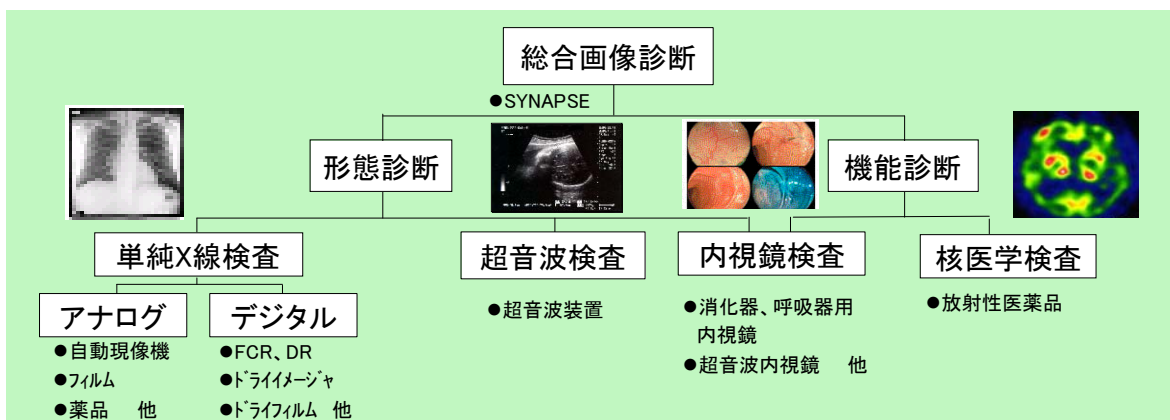 総合画像診断
●SYNAPSE
形態診断
機能診断
単純X線検査
超音波検査
内視鏡検査
核医学検査
アナログ
デジタル
●自動現像機
●フィルム
●薬品 他
●FCR、DR
●ドライイメージャ
●ドライフィルム 他
●超音波装置
●消化器、呼吸器用
内視鏡
●超音波内視鏡 他
●放射性医薬品